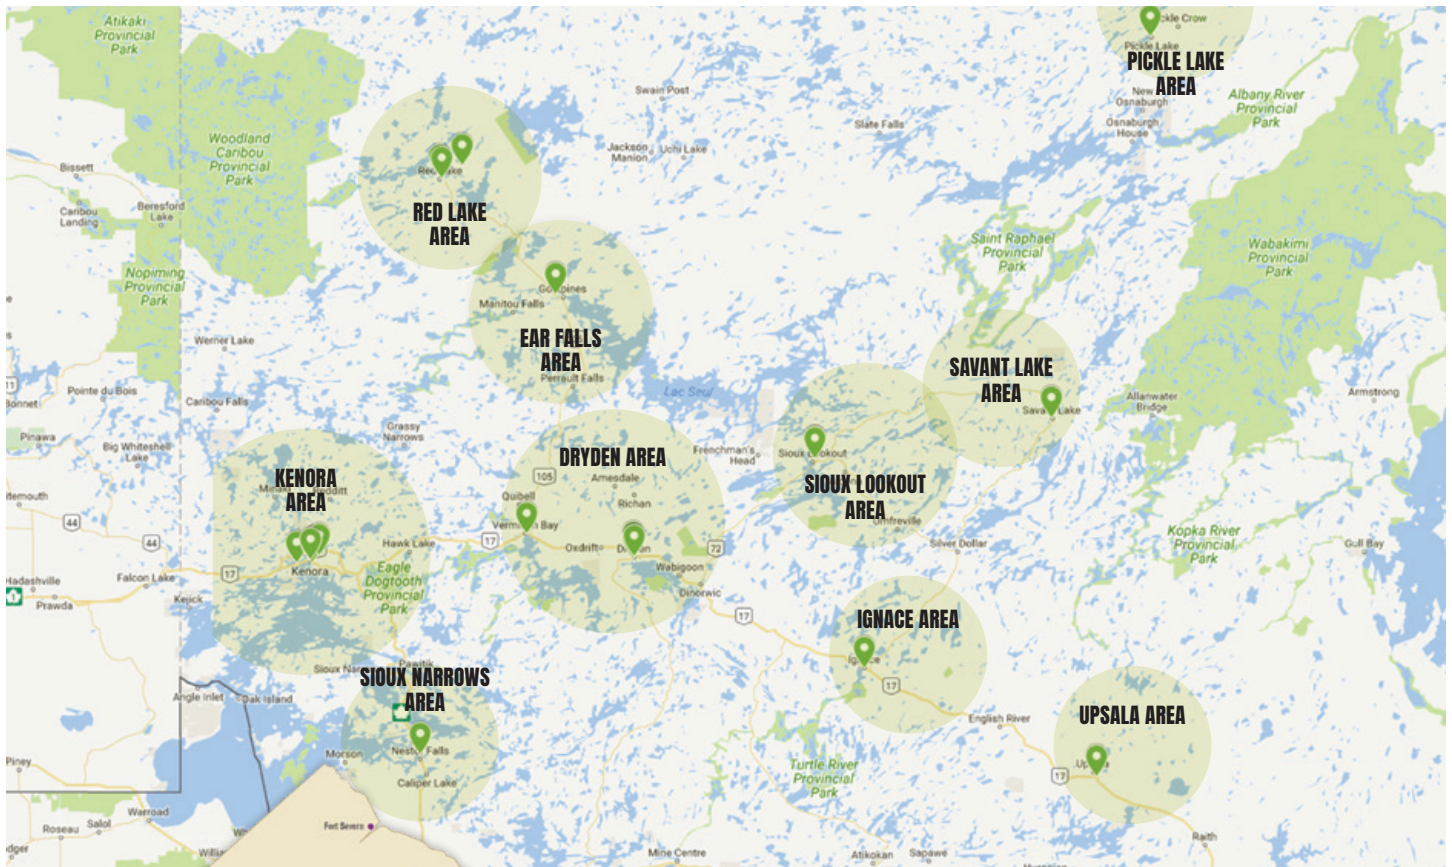 Atikaki
Provincial
Park
ckle Crow
Pickle Lake
PICKLE LAKE
AREA
New
Osnaburgh
Osnaburgh
House
Albany River
Provincial
Park
Swain Post
Slate Falls
Woodland
Caribou
Provincial
Park
Jackson
Manion
Uchi Lake
Bissett
Red Lake
RED LAKE
AREA
Caribou
Landing
Beresford
Lake
Saint Raphael
Provincial
Park
Wabakimi
Provincial
Park
Nopiming
Provincial
Park
Manitou Falls
EAR FALLS
AREA
Perrault Falls
Werner Lake
SAVANT LAKE
AREA
Lac Seul
11
Bonnet
Pointe du Bois
Caribou Falls
Allanwater
Bridge
Armstrong
Pinawa
Big Whiteshell
Lake
Grassy
Narrows
Frenchman's
Head
DRYDEN AREA
105
Amesdale
Richan
Quibell
KENORA
AREA
SIOUX LOOKOUT
AREA
Umfreville
Silver Dollar
Kopka River
Provincial
Park
Gull Bay
44
44
Hawk Lake
17
Oxdrift
72
Wabigoon
Dinorwic
Kenora
17
Eagle
Dogtooth
Provincial
Park
Falcon Lake
Hadashville
1
Prawda
Kejick
17
IGNACE AREA
17
Pawitik
SIOUX NARROWS
AREA
Angle Inlet
Oak Island
English River
UPSALA AREA
Morson
Caliper Lake
Turtle River
Provincial
Park
17
Piney
Warroad
Roseau
Salol
Fort Severn
Raith
Mine Centre
Atikokan
Sapawe